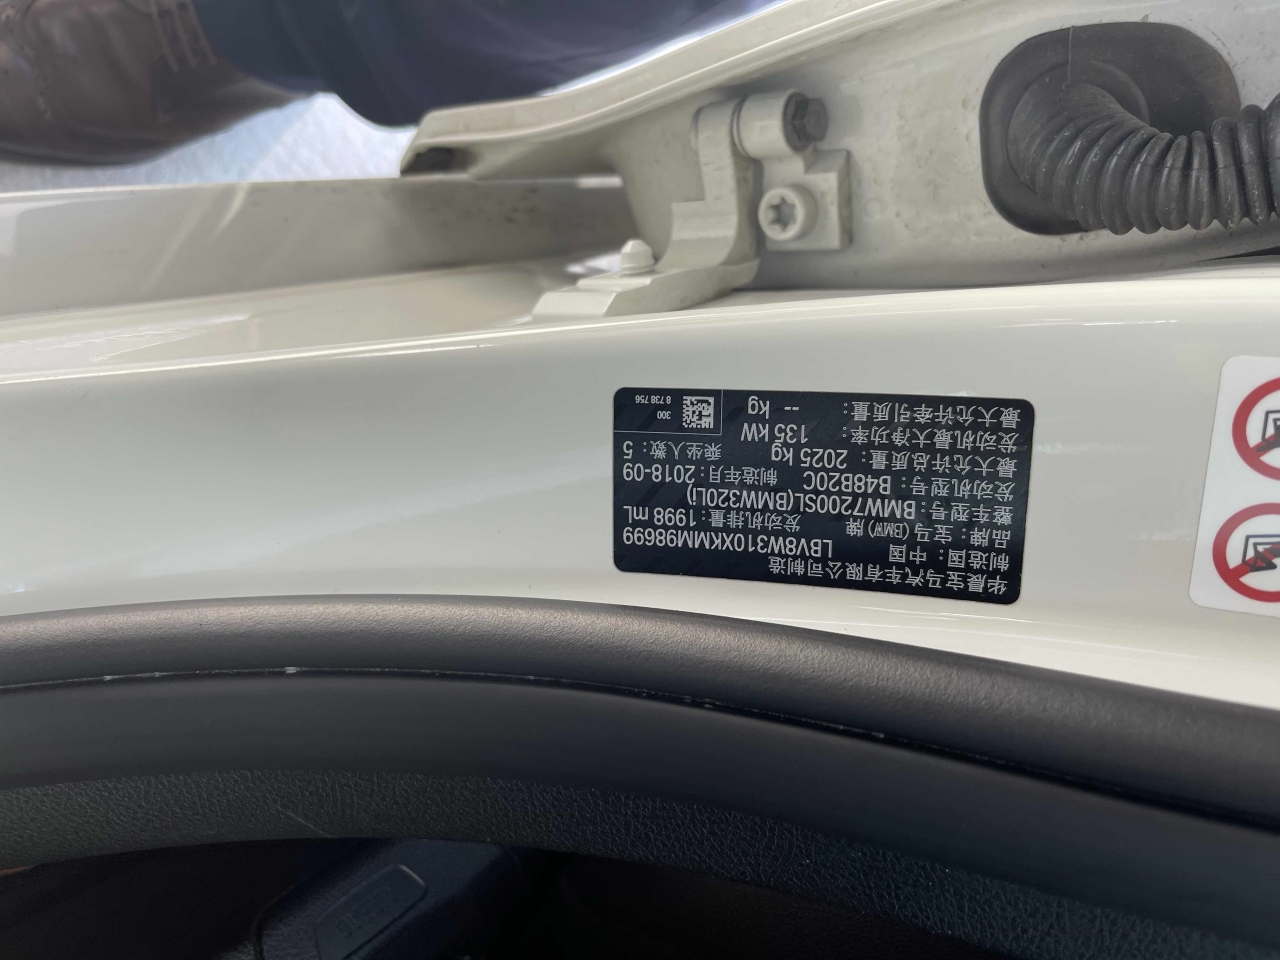 华晨宝马汽车有限公司制造
制造国：中国 LBV8W310XKMM98699
品牌：宝马(BMW)牌 发动机排量：1998 mL
整车型号：BMW7200SL(BMW320Li)
发动机型号：B48B20C 制造年月：2018-09
最大允许总质量：2025 kg 乘坐人数：5
发动机最大净功率：135 kW
最大允许牵引质量：-- kg
300
8 738 756